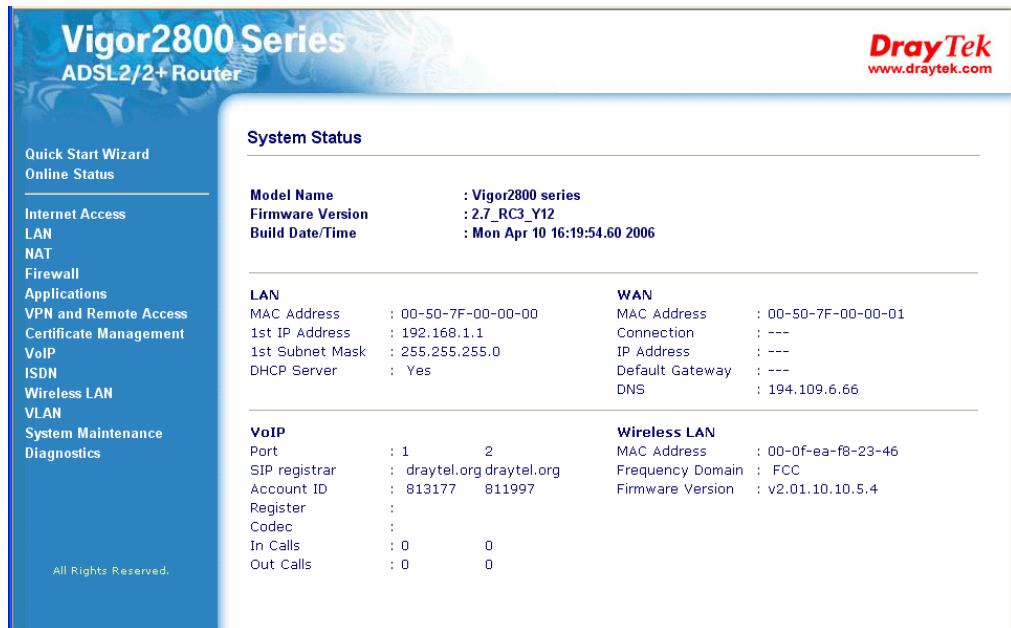 Vigor2800 Series
ADSL2/2+ Router
DrayTek
www.draytek.com
Quick Start Wizard
Online Status
Internet Access
LAN
NAT
Firewall
Applications
VPN and Remote Access
Certificate Management
VoIP
ISDN
Wireless LAN
VLAN
System Maintenance
Diagnostics
All Rights Reserved.
System Status
Model Name : Vigor2800 series
Firmware Version : 2.7_RC3_Y12
Build Date/Time : Mon Apr 10 16:19:54.60 2006
LAN
MAC Address : 00-50-7F-00-00-00
1st IP Address : 192.168.1.1
1st Subnet Mask : 255.255.255.0
DHCP Server : Yes
WAN
MAC Address : 00-50-7F-00-00-01
Connection : ---
IP Address : ---
Default Gateway : ---
DNS : 194.109.6.66
VoIP
Port : 1 2
SIP registrar : draytel.org draytel.org
Account ID : 813177 811997
Register :
Codec :
In Calls : 0 0
Out Calls : 0 0
Wireless LAN
MAC Address : 00-0f-ea-f8-23-46
Frequency Domain : FCC
Firmware Version : v2.01.10.10.5.4